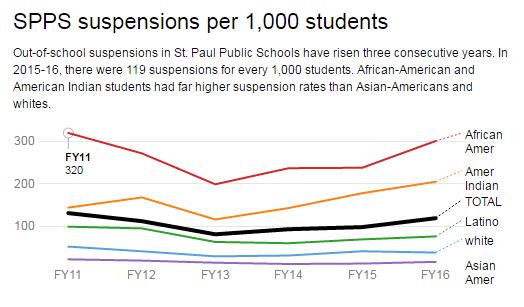 SPPS suspensions per 1,000 students
Out-of-school suspensions in St. Paul Public Schools have risen three consecutive years. In
2015-16, there were 119 suspensions for every 1,000 students. African-American and
American Indian students had far higher suspension rates than Asian-Americans and
whites.
300
200
100
FY11
320
African
Amer
Amer
Indian
TOTAL
Latino
white
Asian
Amer
FY11 FY12 FY13 FY14 FY15 FY16